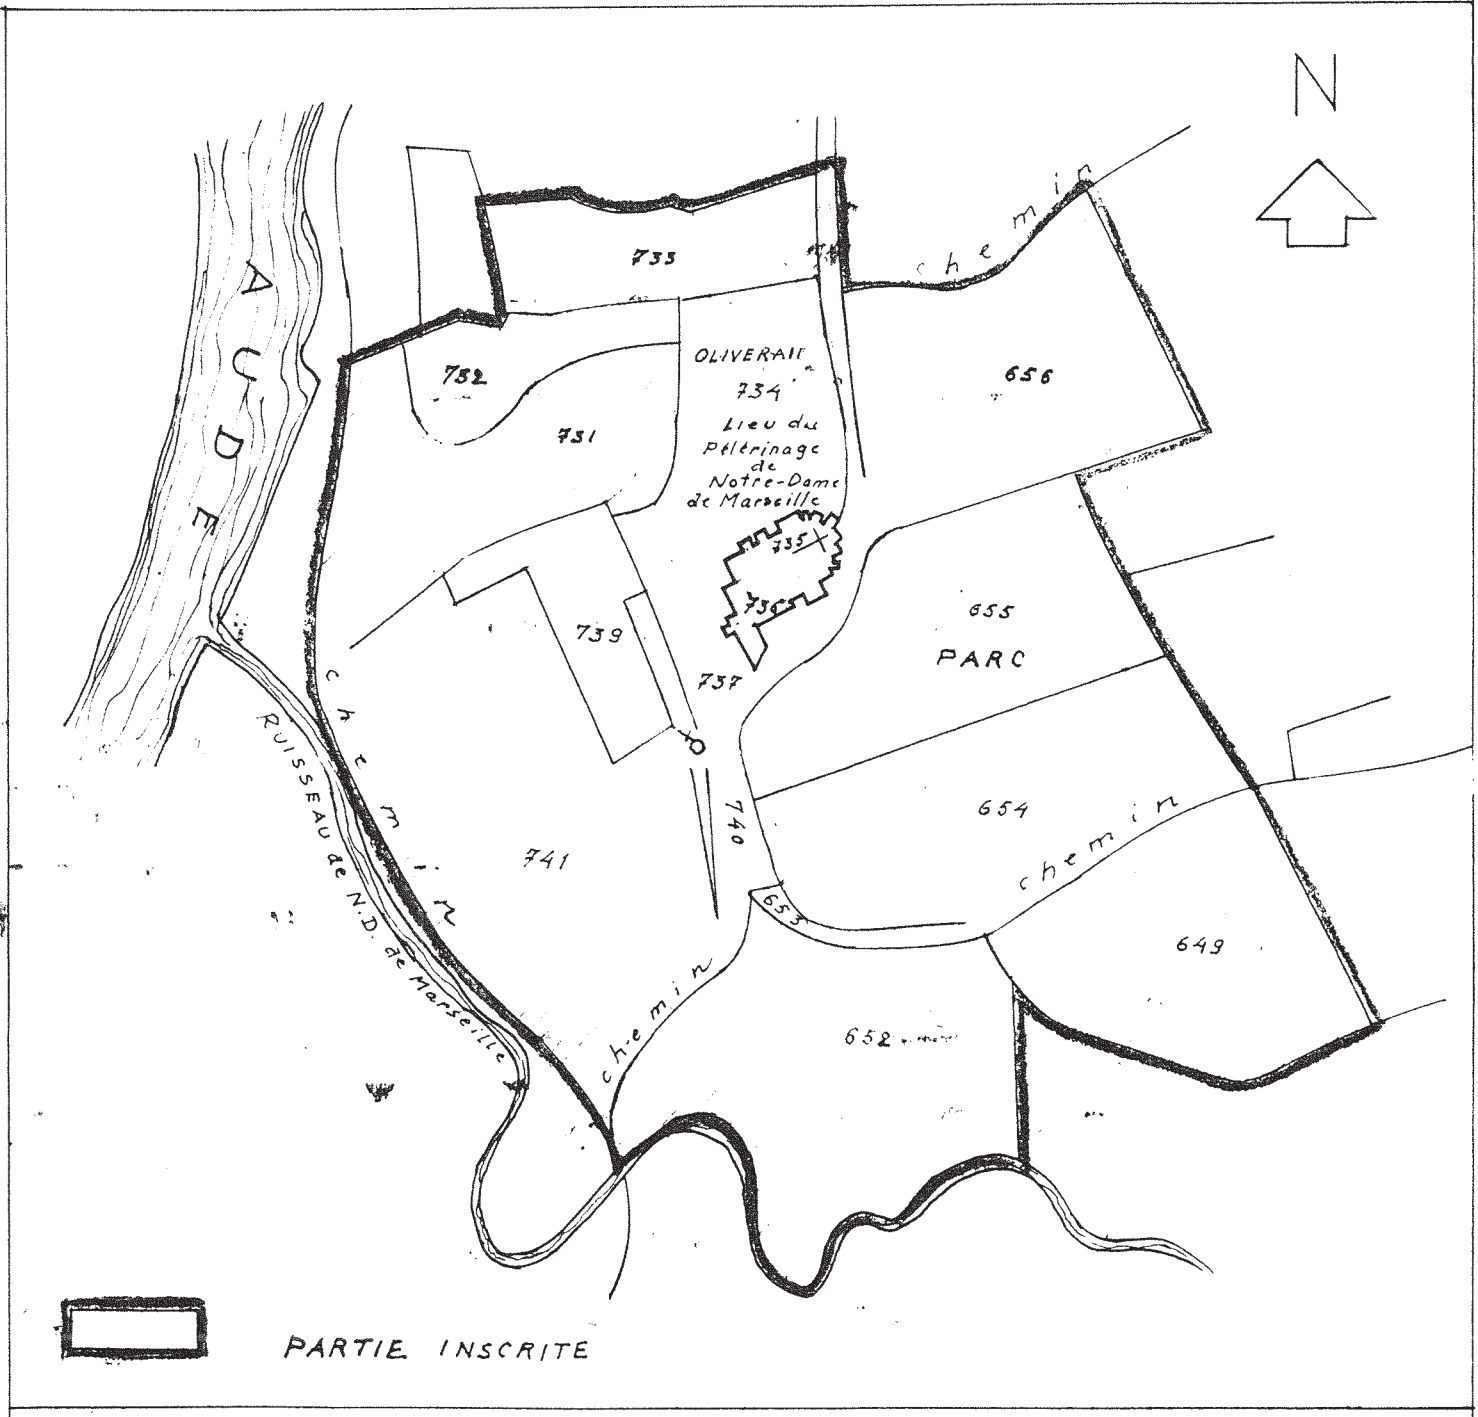 N
chemin
AUDE
733
OLIVERAIE
732
734
656
731
Lieu du
Pélérinage
de
Notre-Dame
de Marseille
735
736
739
655
PARC
737
chemin
RUISSEAU de N.D. de Marseille
740
654
chemin
741
653
649
chemin
652
PARTIE INSCRITE